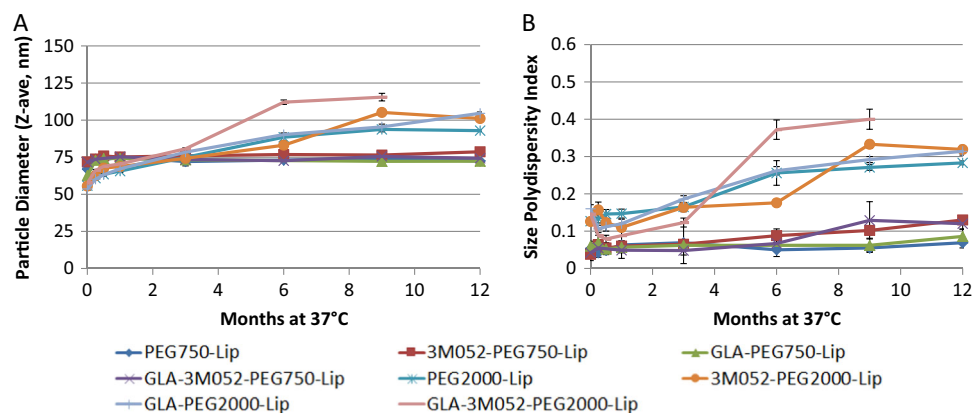 A
Particle Diameter (Z-ave, nm)
150
125
100
75
50
25
0
0 2 4 6 8 10 12
Months at 37°C
B
Size Polydispersity Index
0.6
0.5
0.4
0.3
0.2
0.1
0
0 2 4 6 8 10 12
Months at 37°C
PEG750-Lip 3M052-PEG750-Lip GLA-PEG750-Lip
GLA-3M052-PEG750-Lip PEG2000-Lip 3M052-PEG2000-Lip
GLA-PEG2000-Lip GLA-3M052-PEG2000-Lip